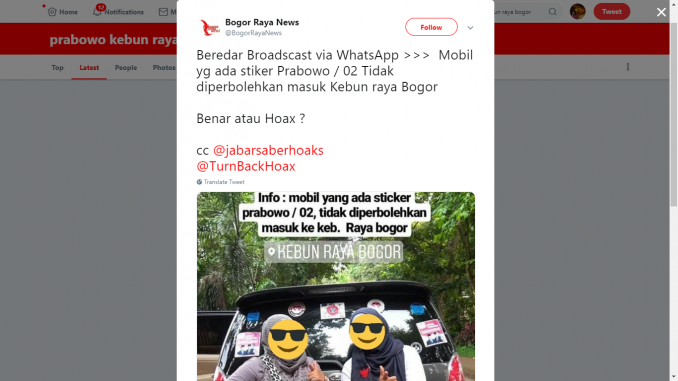 Home
12
Notifications
Me
raya bogor
Tweet
prabowo kebun raya
Top
Latest
People
Photos
Bogor Raya News
@BogorRayaNews
Follow
Beredar Broadscast via WhatsApp >>> Mobil
yg ada stiker Prabowo / 02 Tidak
diperbolehkan masuk Kebun raya Bogor
Benar atau Hoax ?
cc @jabarsaberhoaks
@TurnBackHoax
Translate Tweet
Info : mobil yang ada sticker
prabowo / 02, tidak diperbolehkan
masuk ke keb. Raya bogor
KEBUN RAYA BOGOR